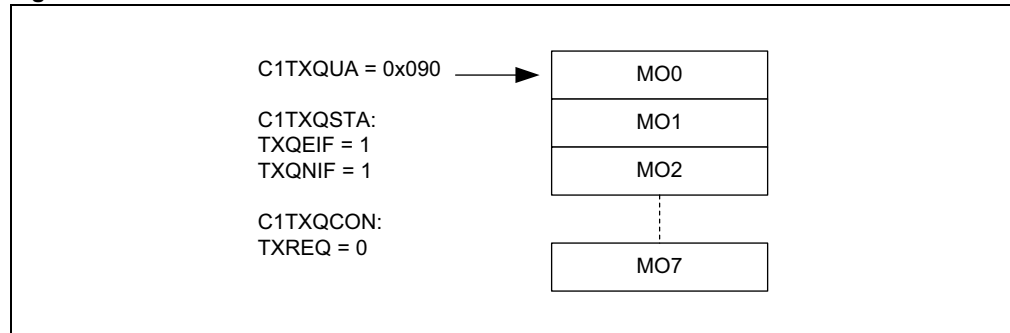 C1TXQUA = 0x090
C1TXQSTA:
TXQEIF = 1
TXQNIF = 1
C1TXQCON:
TXREQ = 0
MO0
MO1
MO2
MO7